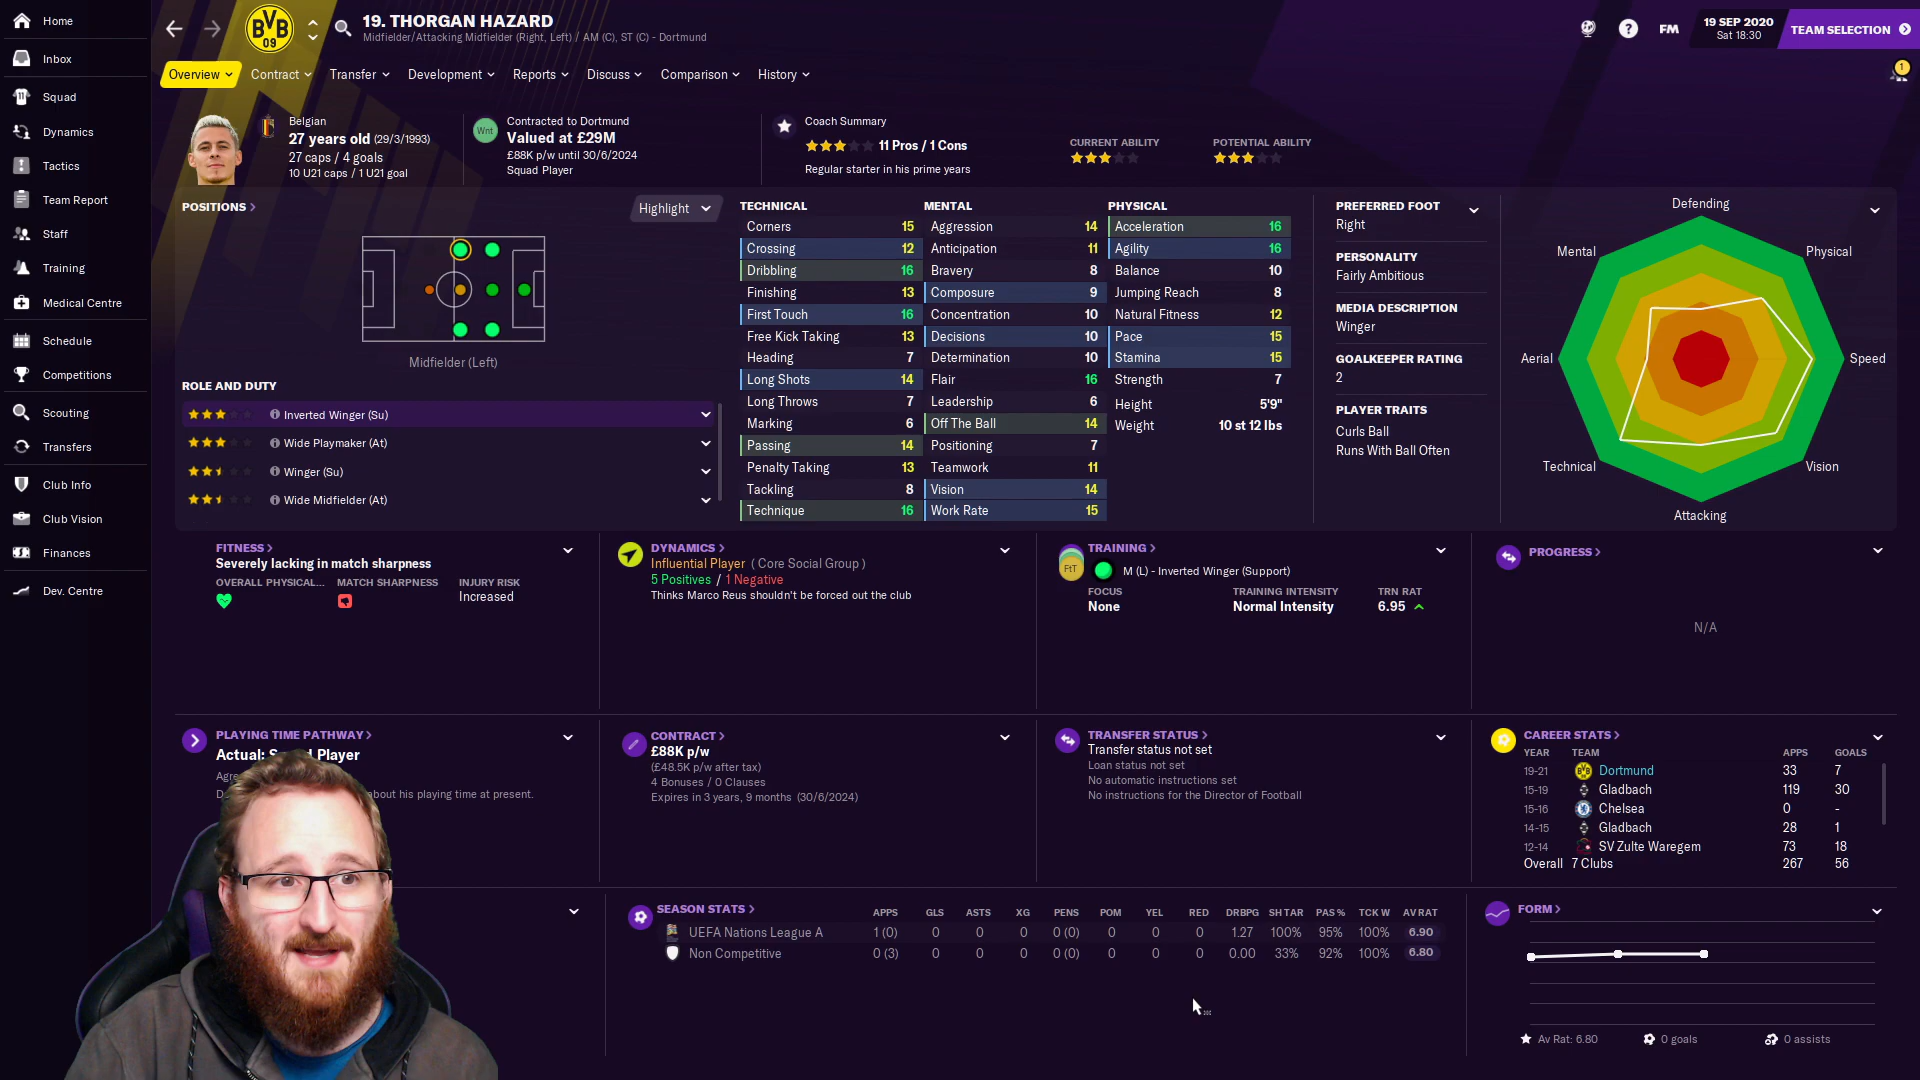 Home
Inbox
Squad
Dynamics
Tactics
Team Report
Staff
Training
Medical Centre
Schedule
Competitions
Scouting
Transfers
Club Info
Club Vision
Finances
Dev. Centre
BVB 09
19. THORGAN HAZARD
Midfielder/Attacking Midfielder (Right, Left) / AM (C), ST (C) - Dortmund
FM
19 SEP 2020
Sat 18:30
TEAM SELECTION
1
Overview Contract Transfer Development Reports Discuss Comparison History
Belgian
27 years old (29/3/1993)
27 caps / 4 goals
10 U21 caps / 1 U21 goal
Wnt
Contracted to Dortmund
Valued at £29M
£88K p/w until 30/6/2024
Squad Player
Coach Summary
11 Pros / 1 Cons
Regular starter in his prime years
CURRENT ABILITY
POTENTIAL ABILITY
POSITIONS
Highlight
Midfielder (Left)
ROLE AND DUTY
Inverted Winger (Su)
Wide Playmaker (At)
Winger (Su)
Wide Midfielder (At)
TECHNICAL
Corners 15
Crossing 12
Dribbling 16
Finishing 13
First Touch 16
Free Kick Taking 13
Heading 7
Long Shots 14
Long Throws 7
Marking 6
Passing 14
Penalty Taking 13
Tackling 8
Technique 16
MENTAL
Aggression 14
Anticipation 11
Bravery 8
Composure 9
Concentration 10
Decisions 10
Determination 10
Flair 16
Leadership 6
Off The Ball 14
Positioning 7
Teamwork 11
Vision 14
Work Rate 15
PHYSICAL
Acceleration 16
Agility 16
Balance 10
Jumping Reach 8
Natural Fitness 12
Pace 15
Stamina 15
Strength 7
Height 5'9"
Weight 10 st 12 lbs
PREFERRED FOOT
Right
PERSONALITY
Fairly Ambitious
MEDIA DESCRIPTION
Winger
GOALKEEPER RATING
2
PLAYER TRAITS
Curls Ball
Runs With Ball Often
Defending
Physical
Speed
Vision
Attacking
Technical
Aerial
Mental
FITNESS
Severely lacking in match sharpness
OVERALL PHYSICAL... MATCH SHARPNESS INJURY RISK
Increased
DYNAMICS
Influential Player ( Core Social Group )
5 Positives / 1 Negative
Thinks Marco Reus shouldn't be forced out the club
TRAINING
FtT
M (L) - Inverted Winger (Support)
FOCUS TRAINING INTENSITY TRN RAT
None Normal Intensity 6.95
PROGRESS
N/A
PLAYING TIME PATHWAY
Actual: Player
Agre
about his playing time at present.
CONTRACT
£88K p/w
(£48.5K p/w after tax)
4 Bonuses / 0 Clauses
Expires in 3 years, 9 months (30/6/2024)
TRANSFER STATUS
Transfer status not set
Loan status not set
No automatic instructions set
No instructions for the Director of Football
CAREER STATS
YEAR TEAM APPS GOALS
19-21 Dortmund 33 7
15-19 Gladbach 119 30
15-16 Chelsea 0 -
14-15 Gladbach 28 1
12-14 SV Zulte Waregem 73 18
Overall 7 Clubs 267 56
SEASON STATS APPS GLS ASTS XG PENS POM YEL RED DRBPG SH TAR PAS % TCK W AV RAT
UEFA Nations League A 1 (0) 0 0 0 0 (0) 0 0 0 1.27 100% 95% 100% 6.90
Non Competitive 0 (3) 0 0 0 0 (0) 0 0 0 0.00 33% 92% 100% 6.80
FORM
Av Rat: 6.80 0 goals 0 assists